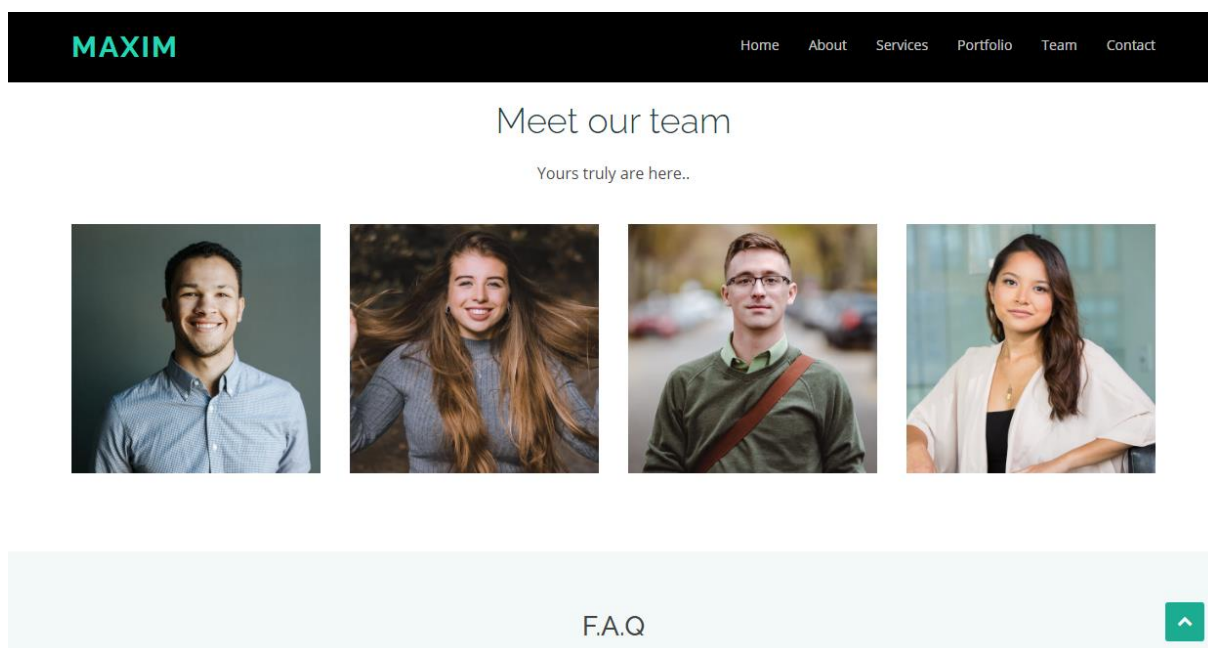 MAXIM
Home About Services Portfolio Team Contact
Meet our team
Yours truly are here..
F.A.Q